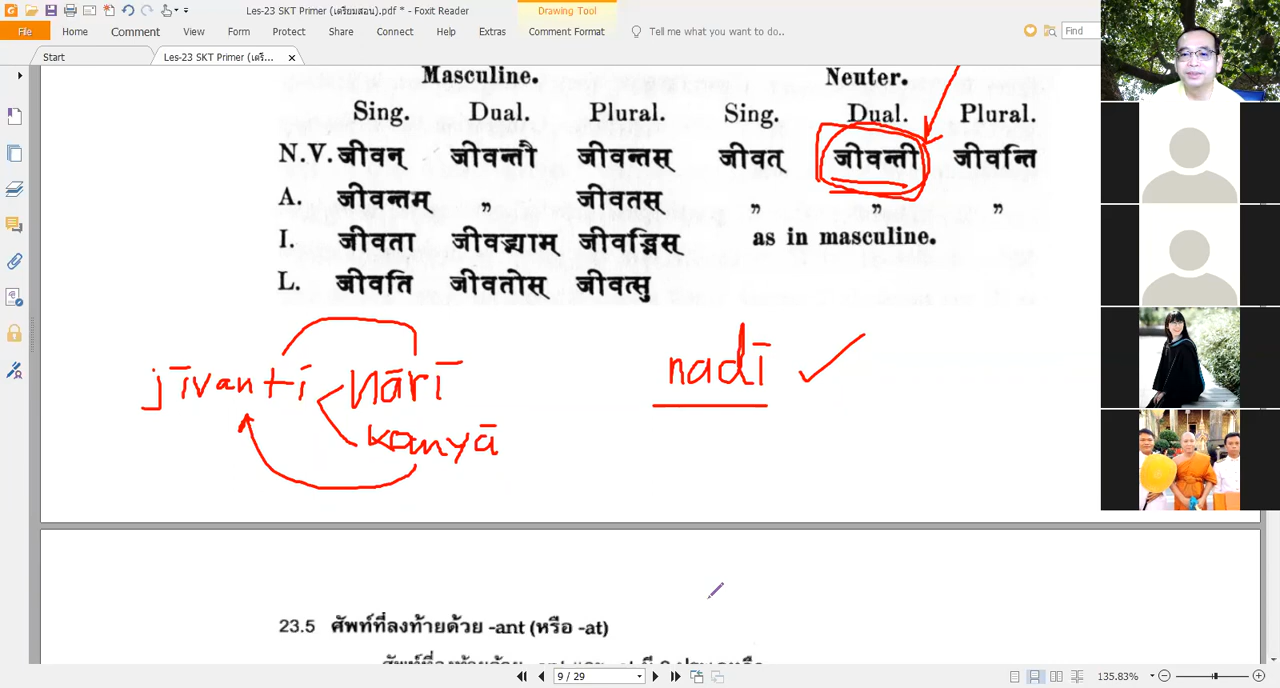 Les-23 SKT Primer (เตรียมสอน).pdf * - Foxit Reader
Drawing Tool
File Home Comment View Form Protect Share Connect Help Extras Comment Format Tell me what you want to do.. Find
Start Les-23 SKT Primer (เตรี...
Masculine. Neuter.
Sing. Dual. Plural. Sing. Dual. Plural.
N.V. जीवन् जीवन्तौ जीवन्तस् जीवत् जीवन्ती जीवन्ति
A. जीवन्तम् " जीवतस् " " "
I. जीवता जीवद्भ्याम् जीवद्भिस् as in masculine.
L. जीवति जीवतोस् जीवत्सु
jīvantī nārī nadī
kanyā
23.5 ศัพท์ที่ลงท้ายด้วย -ant (หรือ -at)
9 / 29
135.83%